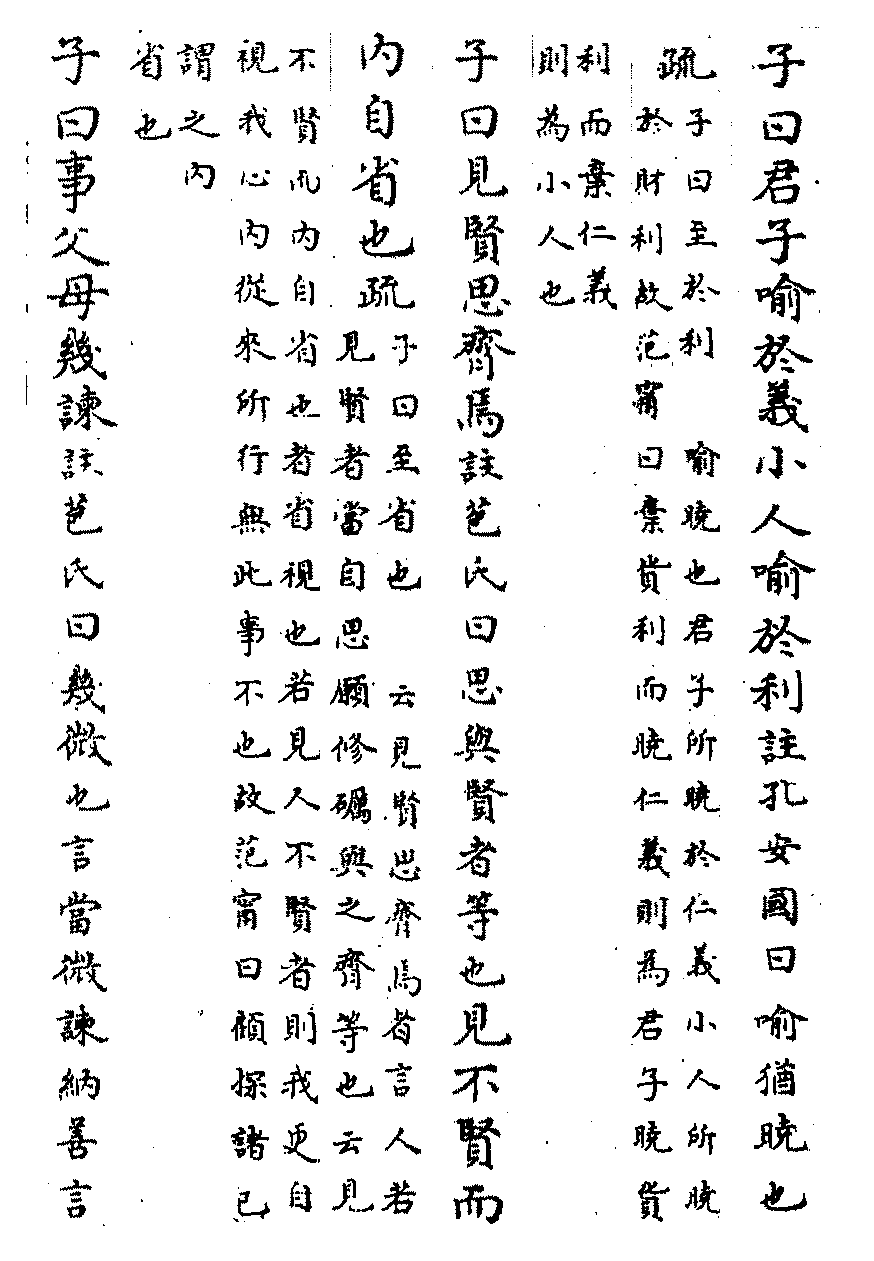 子曰君子喻於義小人喻於利註孔安國曰喻猶曉也
疏
子曰至於利 喻曉也君子所曉於仁義小人所曉
於財利故范甯曰棄貨利而曉仁義則為君子曉貨
利而棄仁義
則為小人也
子曰見賢思齊焉註苞氏曰思與賢者等也見不賢而
內自省也疏
子曰至省也 云見賢思齊焉者言人若
見賢者當自思願修礪與之齊等也云見
不賢而內自省也者省視也若見人不賢者則我更自
視我心內從來所行無此事不也故范甯曰顧探諸已
謂之內
省也
子曰事父母幾諫註苞氏曰幾微也言當微諫納善言